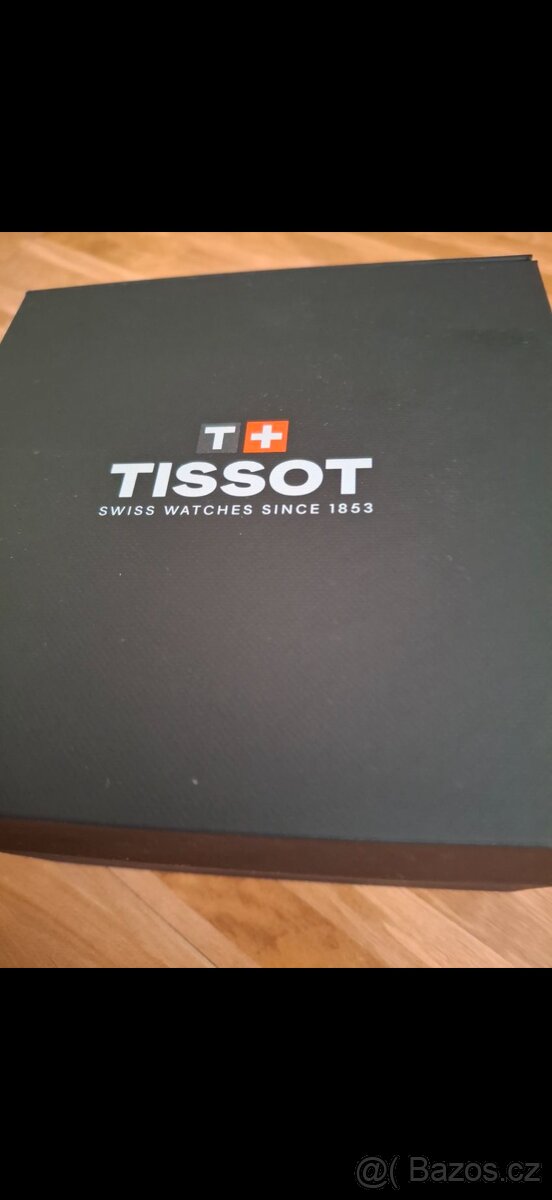 T+
TISSOT
SWISS WATCHES SINCE 1853
@( Bazos.cz